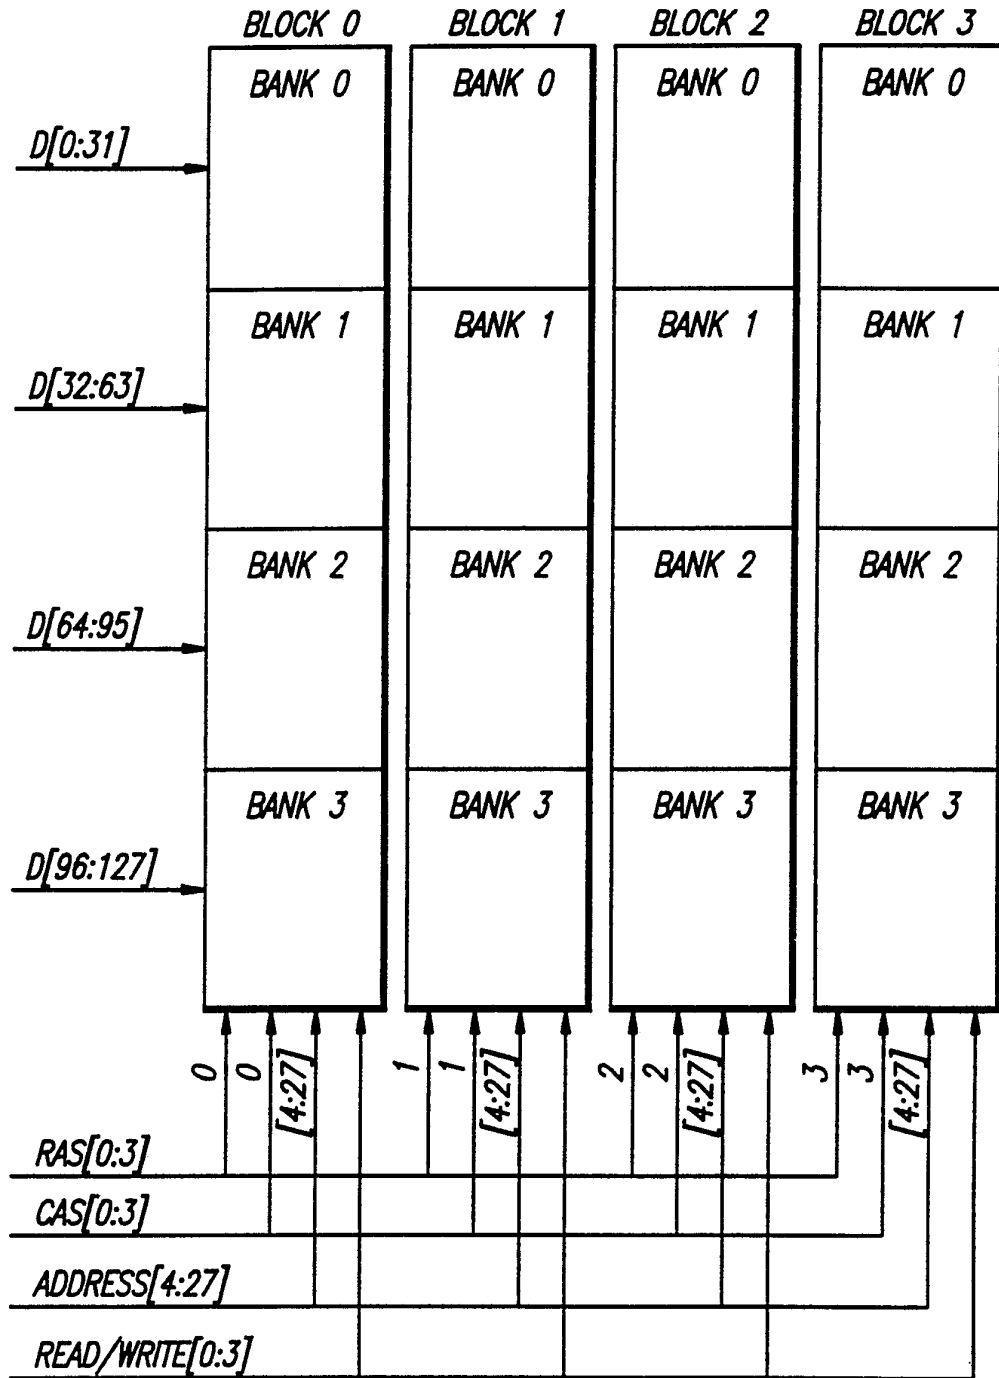 BLOCK 0 BLOCK 1 BLOCK 2 BLOCK 3
BANK 0 BANK 0 BANK 0 BANK 0
D[0:31]
BANK 1 BANK 1 BANK 1 BANK 1
D[32:63]
BANK 2 BANK 2 BANK 2 BANK 2
D[64:95]
BANK 3 BANK 3 BANK 3 BANK 3
D[96:127]
0 0 [4:27] 1 1 [4:27] 2 2 [4:27] 3 3 [4:27]
RAS[0:3]
CAS[0:3]
ADDRESS[4:27]
READ/WRITE[0:3]